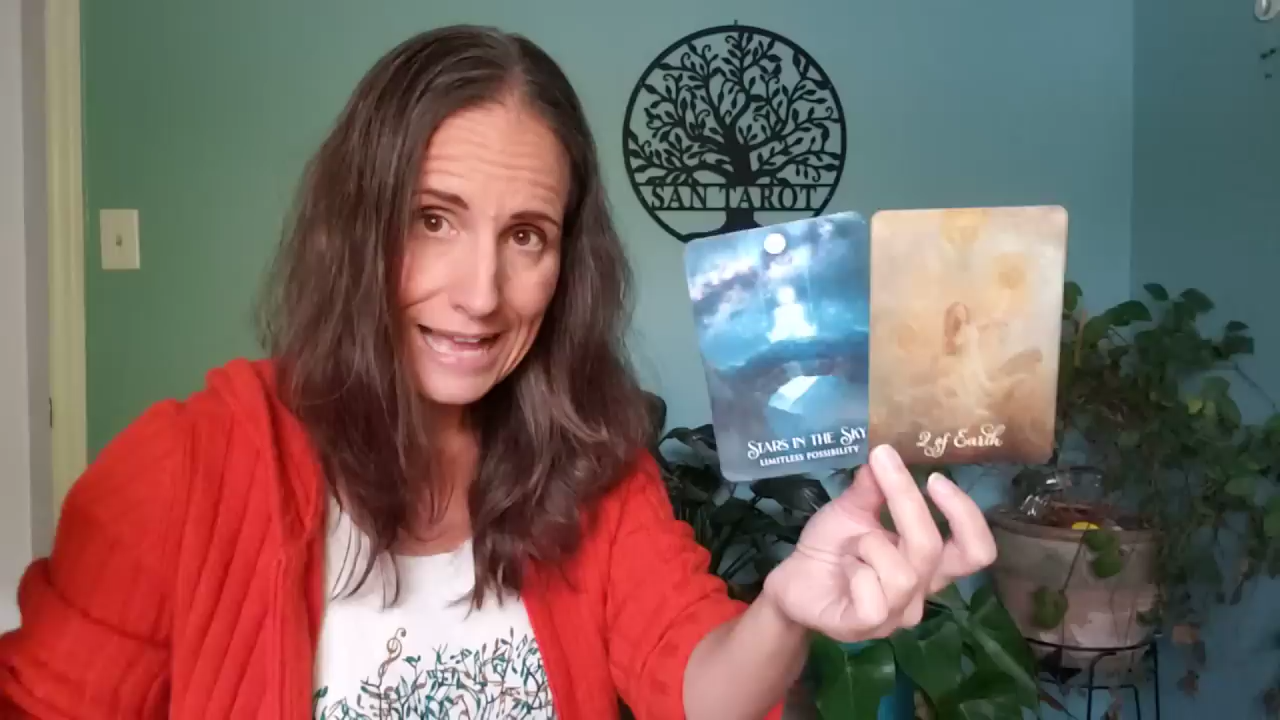 SAN TAROT
STARS IN THE SKY
LIMITLESS POSSIBILITY
2 of Earth